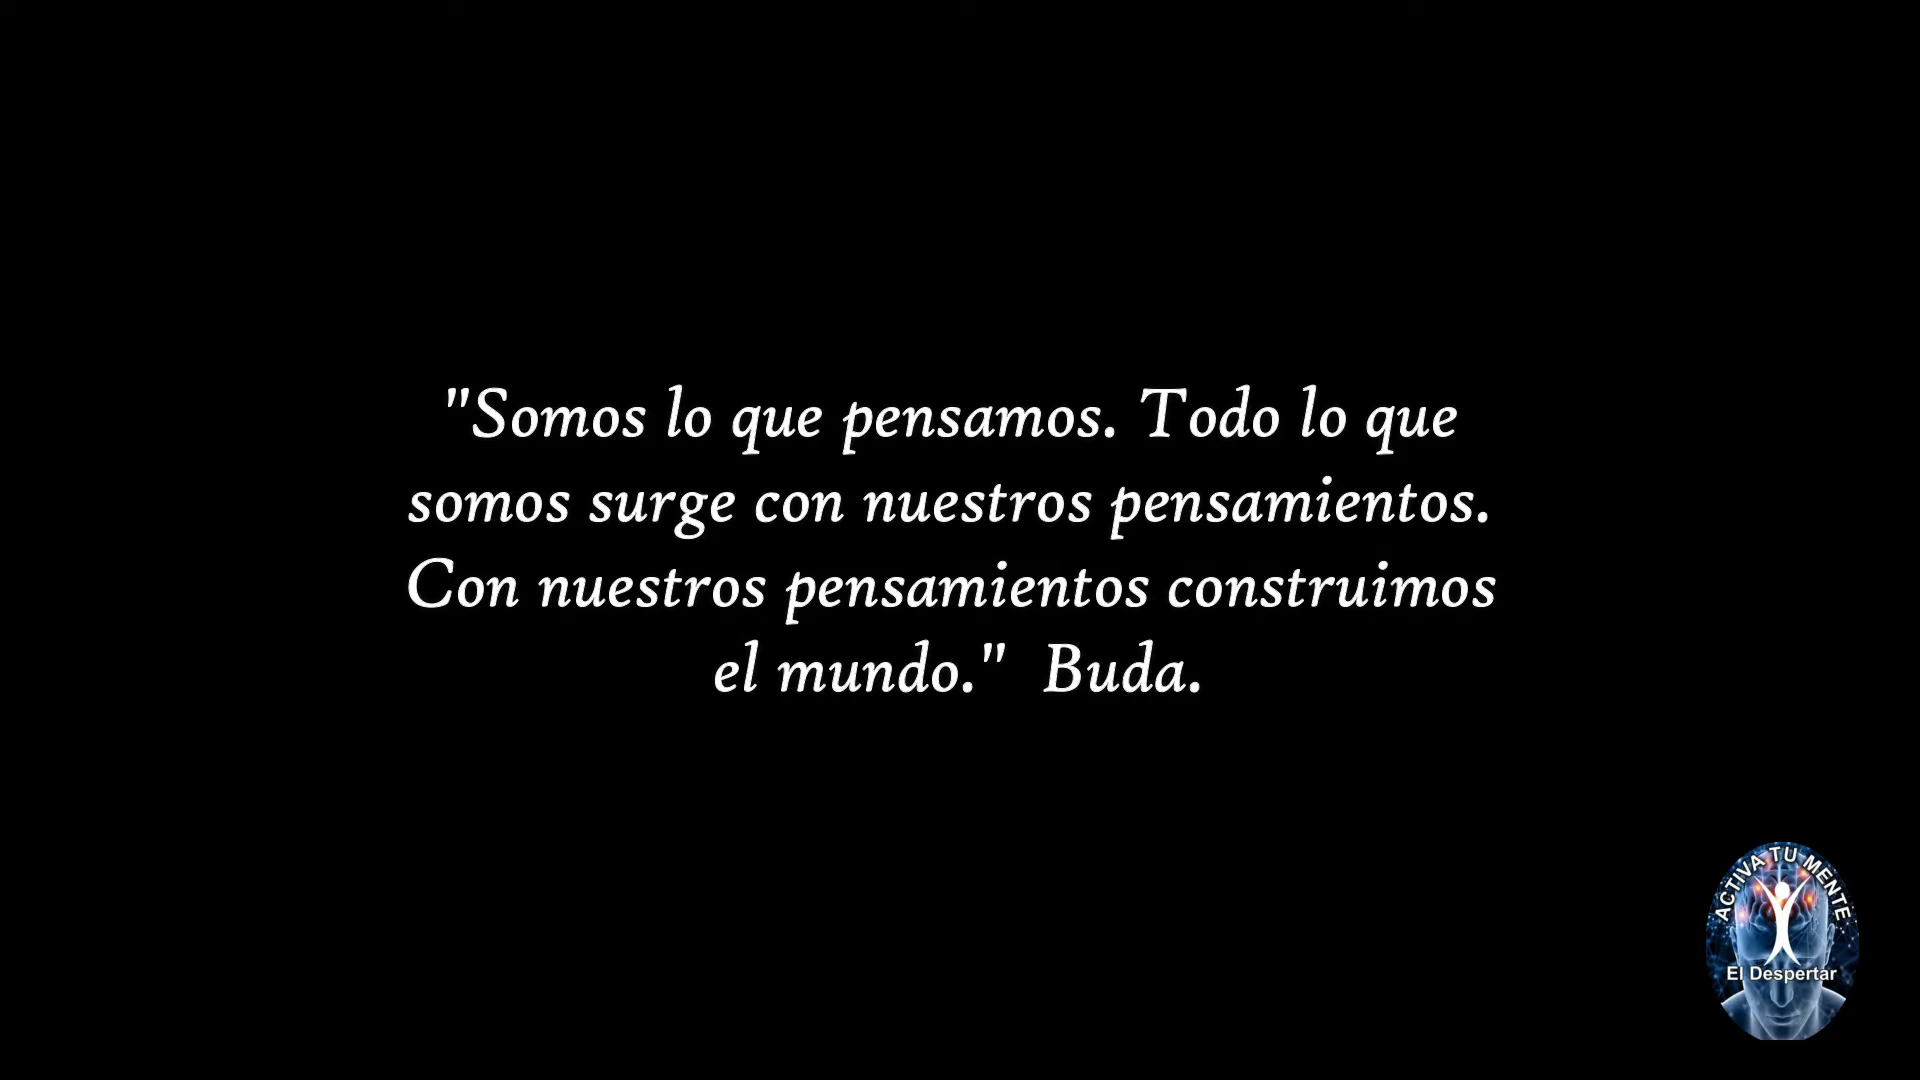 "Somos lo que pensamos. Todo lo que
somos surge con nuestros pensamientos.
Con nuestros pensamientos construimos
el mundo."  Buda.
ACTIVA TU MENTE
El Despertar